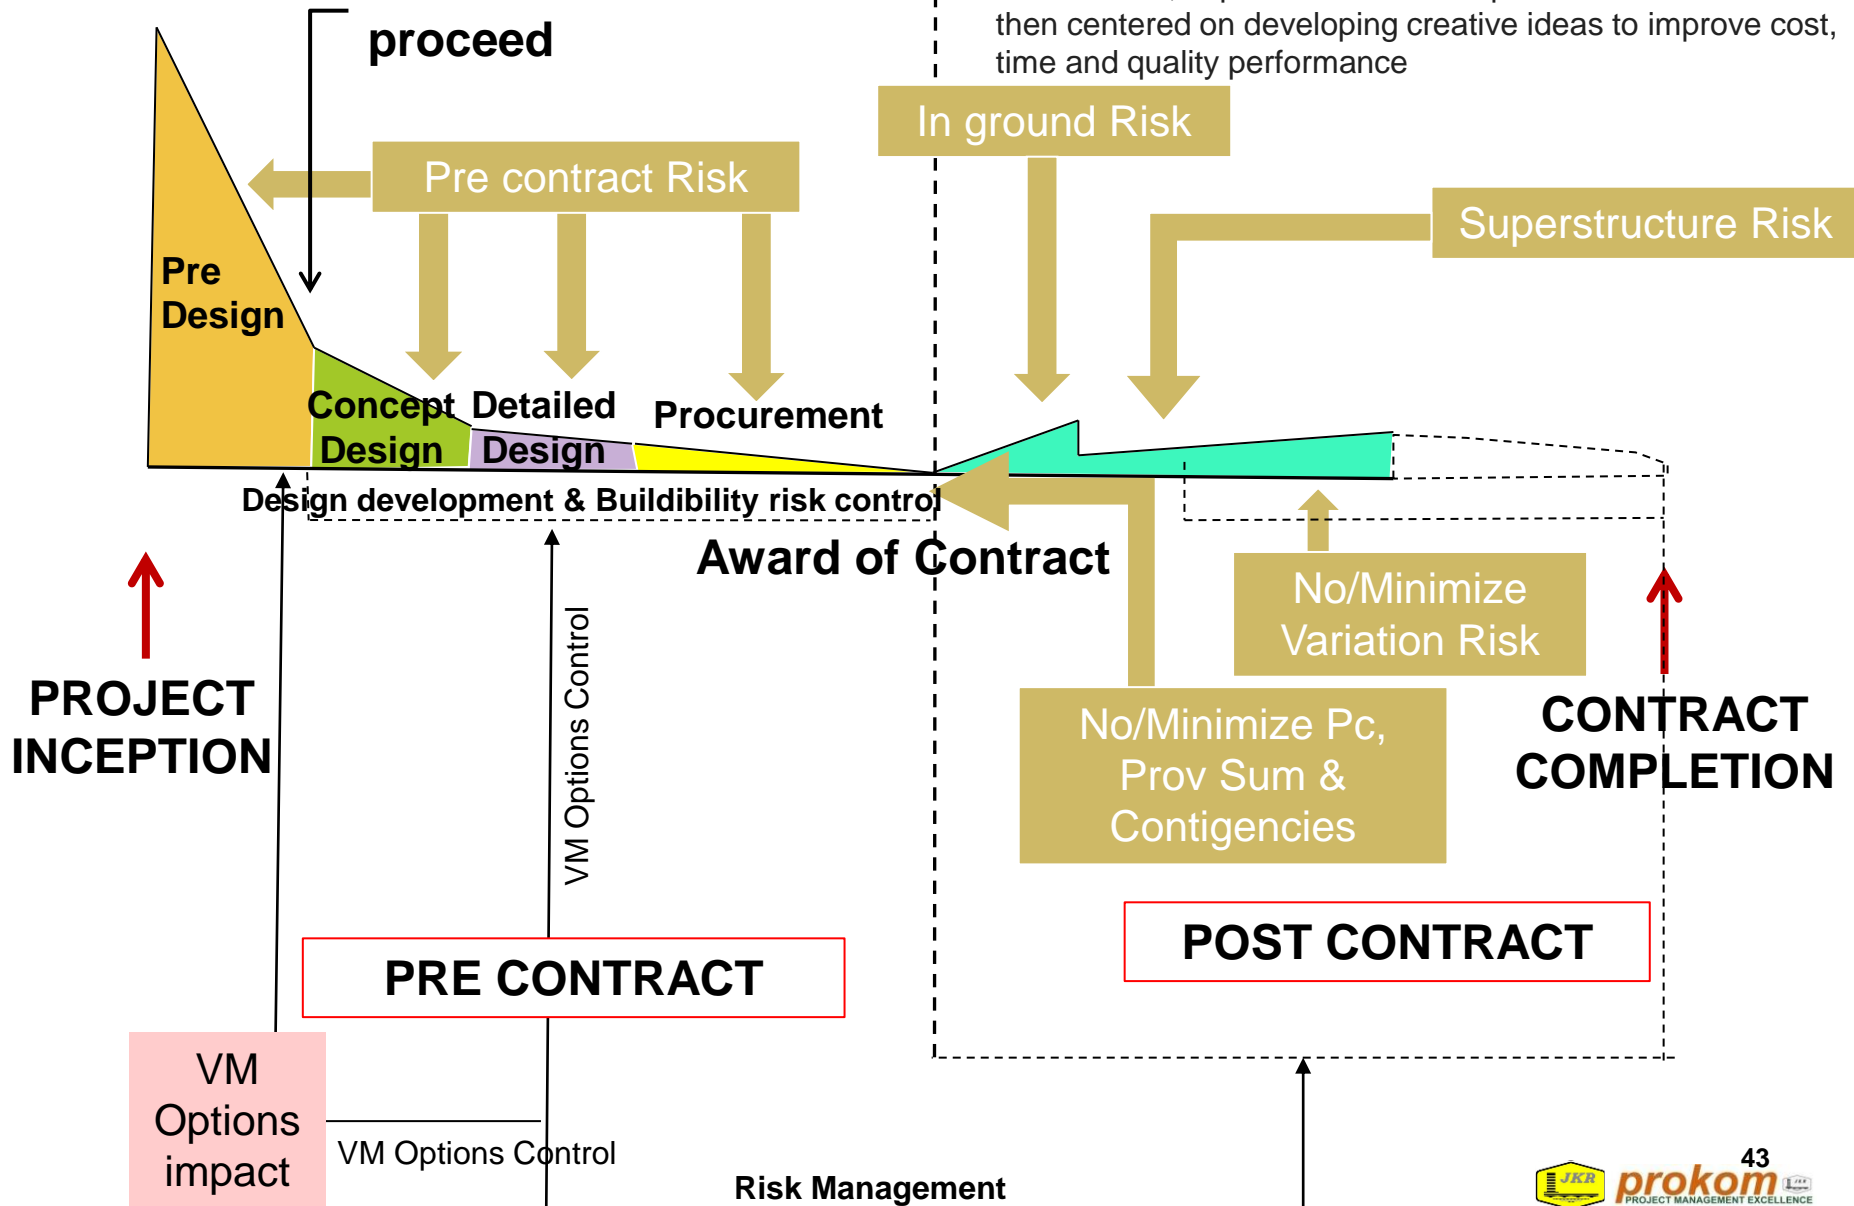 then centered on developing creative ideas to improve cost,
time and quality performance
proceed
In ground Risk
Pre contract Risk
Superstructure Risk
Pre
Design
Concept
Design
Detailed
Design
Procurement
Design development & Buildibility risk control
Award of Contract
No/Minimize
Variation Risk
PROJECT
INCEPTION
VM Options Control
No/Minimize Pc,
Prov Sum &
Contigencies
CONTRACT
COMPLETION
PRE CONTRACT
POST CONTRACT
VM
Options
impact
VM Options Control
Risk Management
43
JKR
prokom
PROJECT MANAGEMENT EXCELLENCE